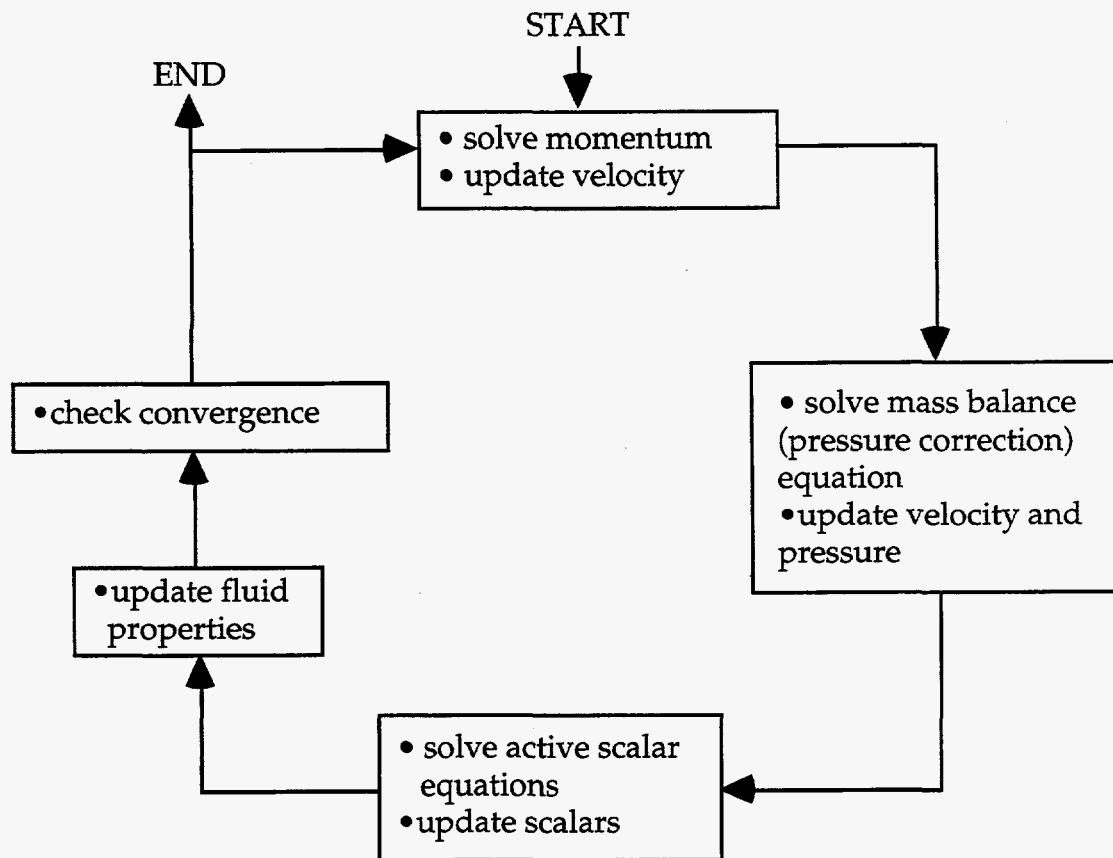 START
END
• solve momentum
• update velocity
• solve mass balance
(pressure correction)
equation
•update velocity and
pressure
• solve active scalar
equations
•update scalars
•update fluid
properties
•check convergence